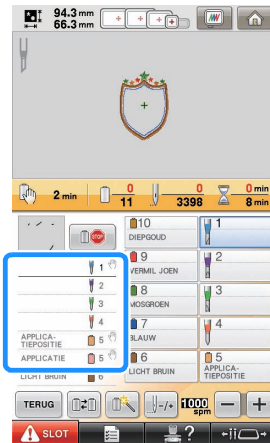 94.3 mm
66.3 mm
2 min
0
11
0
3398
0 min
8 min
STOP
10
DIEPGOUD
1
1
9
VERMILJOEN
2
2
8
MOSGROEN
3
3
7
BLAUW
4
4
APPLICA-
TIEPOSITIE
5
6
LICHT BRUIN
5
APPLICA-
TIEPOSITIE
APPLICATIE
5
LICHT BRUIN
6
TERUG
-/+
1000
spm
-
+
SLOT
?